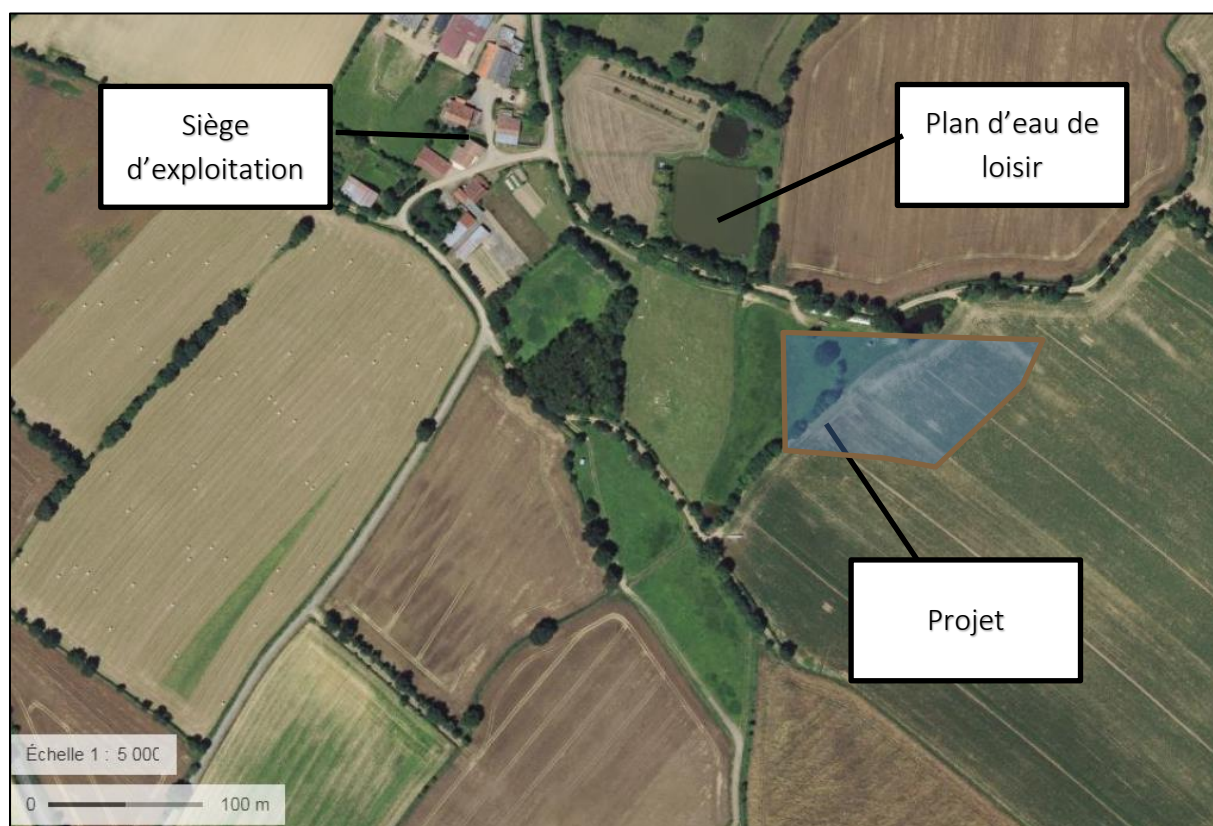 Siège
d’exploitation
Plan d’eau de
loisir
Projet
Échelle 1 : 5 000
0 100 m